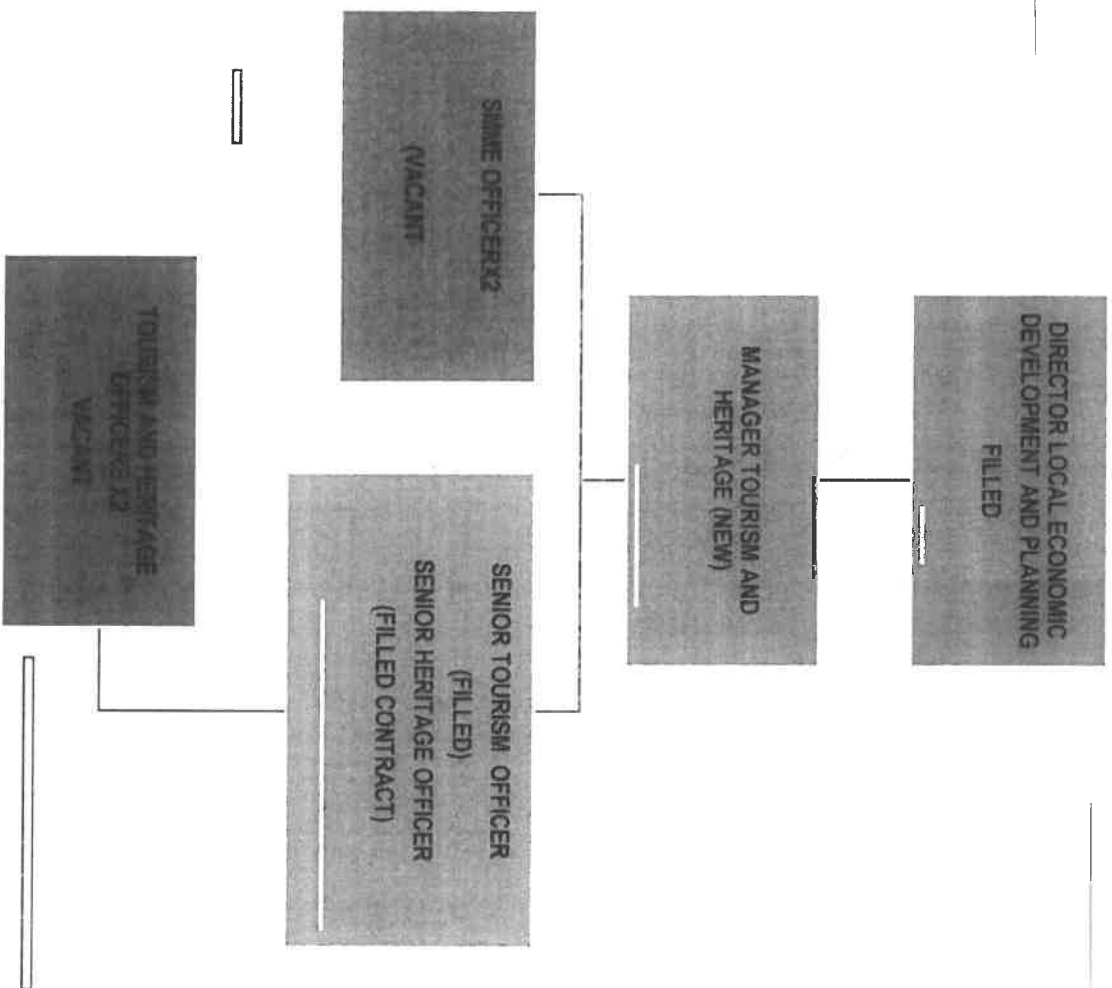 DIRECTOR LOCAL ECONOMIC
DEVELOPMENT AND PLANNING
FILLED
MANAGER TOURISM AND
HERITAGE (NEW)
SMME OFFICERX2
(VACANT
SENIOR TOURISM OFFICER
(FILLED)
SENIOR HERITAGE OFFICER
(FILLED CONTRACT)
TOURISM AND HERITAGE
OFFICERS X2
VACANT